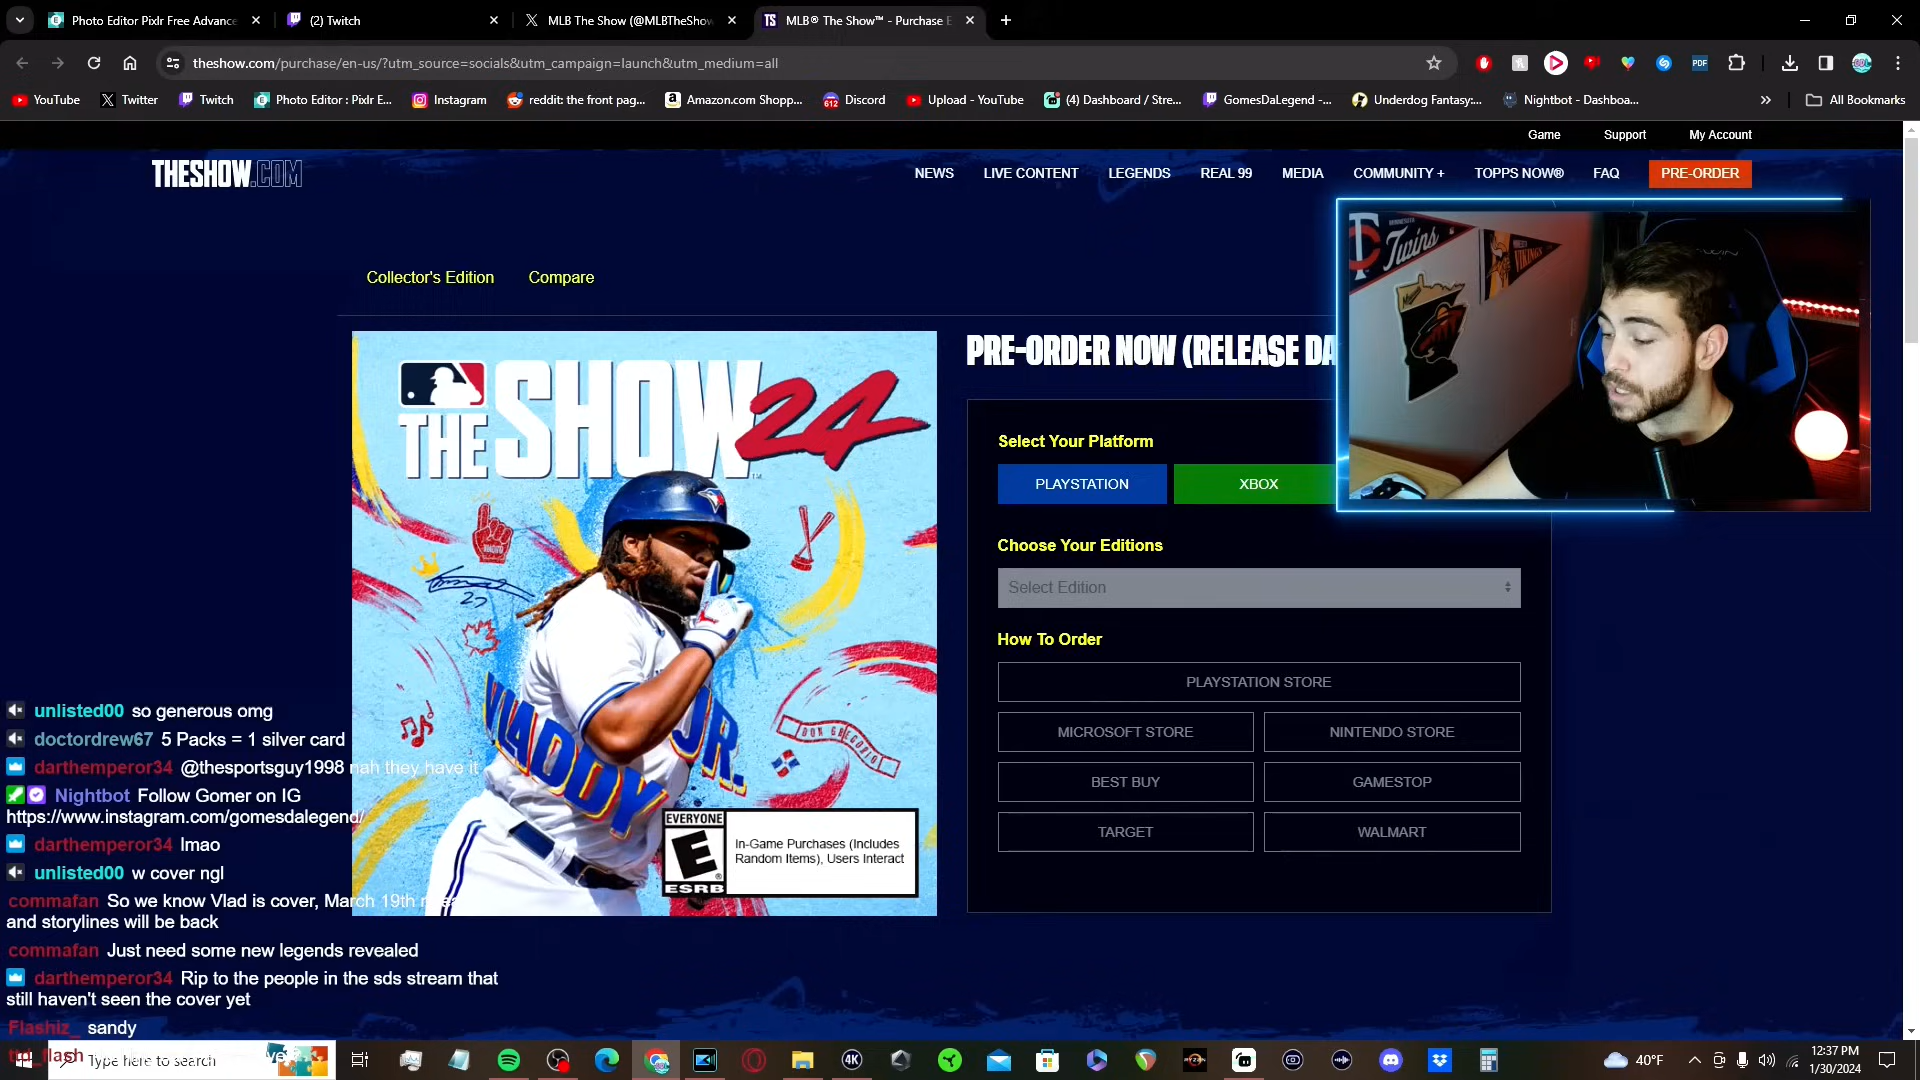 Photo Editor Pixlr Free Advance
(2) Twitch
MLB The Show (@MLBTheShow
MLB® The Show™ - Purchase E
theshow.com/purchase/en-us/?utm_source=socials&utm_campaign=launch&utm_medium=all
YouTube
Twitter
Twitch
Photo Editor : Pixlr E...
Instagram
reddit: the front pag...
Amazon.com Shopp...
612
Discord
Upload - YouTube
(4) Dashboard / Stre...
GomesDaLegend -...
Underdog Fantasy:...
Nightbot - Dashboa...
All Bookmarks
Game
Support
My Account
THESHOW.COM
NEWS
LIVE CONTENT
LEGENDS
REAL 99
MEDIA
COMMUNITY +
TOPPS NOW®
FAQ
PRE-ORDER
Twins
VIKINGS
Collector's Edition
Compare
PRE-ORDER NOW (RELEASE DA
THE SHOW 24
27
VLADDY JR.
DON GREGORIO
EVERYONE
E
ESRB
In-Game Purchases (Includes
Random Items), Users Interact
Select Your Platform
PLAYSTATION
XBOX
Choose Your Editions
Select Edition
How To Order
PLAYSTATION STORE
MICROSOFT STORE
NINTENDO STORE
BEST BUY
GAMESTOP
TARGET
WALMART
unlisted00 so generous omg
doctordrew67 5 Packs = 1 silver card
darthemperor34 @thesportsguy1998 nah they have it
Nightbot Follow Gomer on IG
https://www.instagram.com/gomesdalegend/
darthemperor34 lmao
unlisted00 w cover ngl
commafan So we know Vlad is cover, March 19th
and storylines will be back
commafan Just need some new legends revealed
darthemperor34 Rip to the people in the sds stream that
still haven't seen the cover yet
Flashiz_ sandy
Type here to search
4K
40°F
12:37 PM
1/30/2024